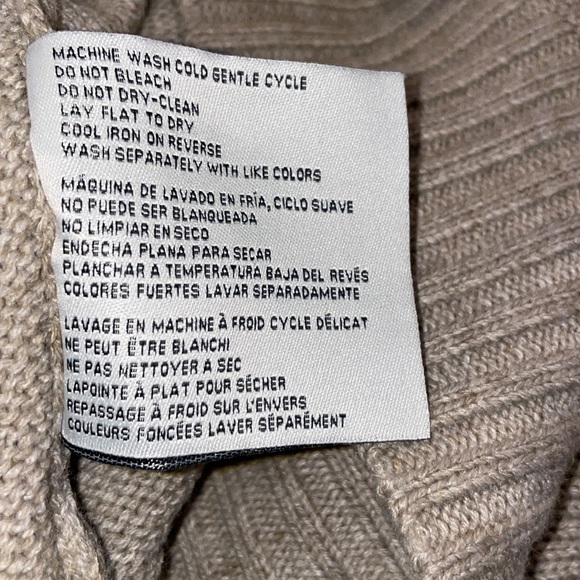 MACHINE WASH COLD GENTLE CYCLE
DO NOT BLEACH
DO NOT DRY-CLEAN
LAY FLAT TO DRY
COOL IRON ON REVERSE
WASH SEPARATELY WITH LIKE COLORS
MÁQUINA DE LAVADO EN FRÍA, CICLO SUAVE
NO PUEDE SER BLANQUEADA
NO LIMPIAR EN SECO
ENDECHA PLANA PARA SECAR
PLANCHAR A TEMPERATURA BAJA DEL REVÉS
COLORES FUERTES LAVAR SEPARADAMENTE
LAVAGE EN MACHINE À FROID CYCLE DÉLICAT
NE PEUT ÊTRE BLANCHI
NE PAS NETTOYER A SEC
LAPOINTE À PLAT POUR SÉCHER
REPASSAGE À FROID SUR L'ENVERS
COULEURS FONCÉES LAVER SÉPARÉMENT